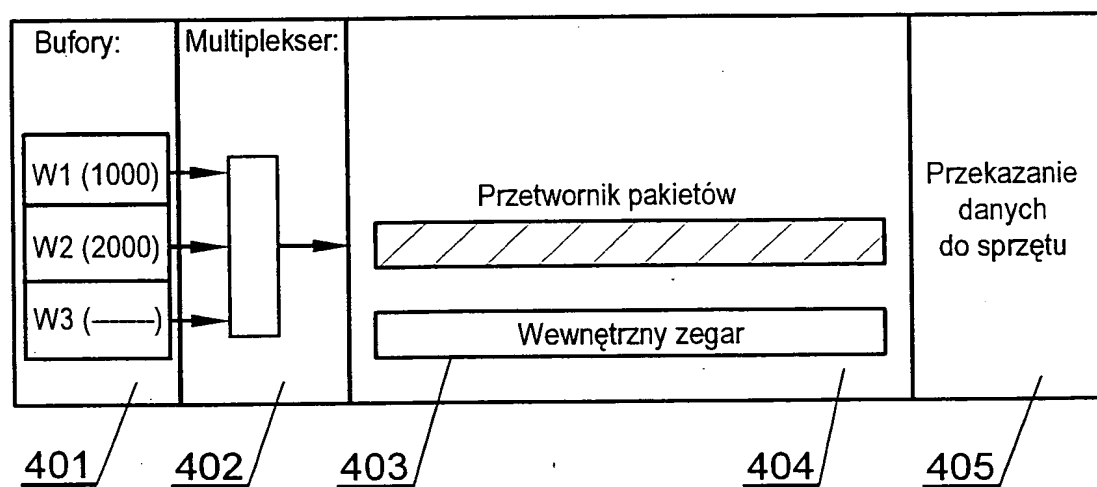 Bufory:
Multiplekser:
W1 (1000)
W2 (2000)
W3 (———)
Przetwornik pakietów
Wewnętrzny zegar
Przekazanie
danych
do sprzętu
401
402
403
404
405